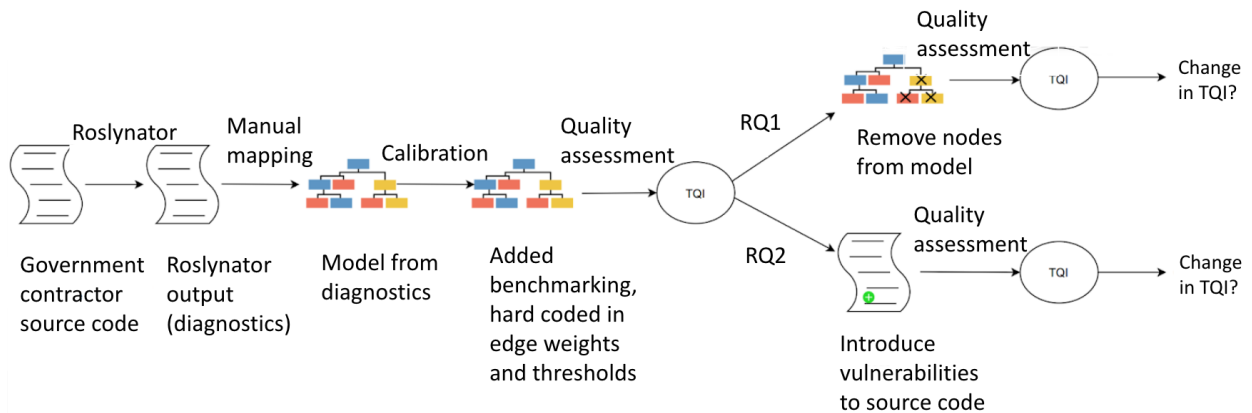 Roslynator
Manual
mapping
Calibration
Quality
assessment
TQI
RQ1
RQ2
Quality
assessment
TQI
Change
in TQI?
Remove nodes
from model
Quality
assessment
TQI
Change
in TQI?
Introduce
vulnerabilities
to source code
Government
contractor
source code
Roslynator
output
(diagnostics)
Model from
diagnostics
Added
benchmarking,
hard coded in
edge weights
and thresholds